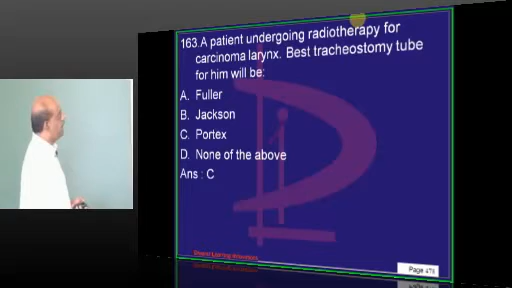 163.A patient undergoing radiotherapy for
carcinoma larynx. Best tracheostomy tube
for him will be:
A. Fuller
B. Jackson
C. Portex
D. None of the above
Ans : C
Page 476